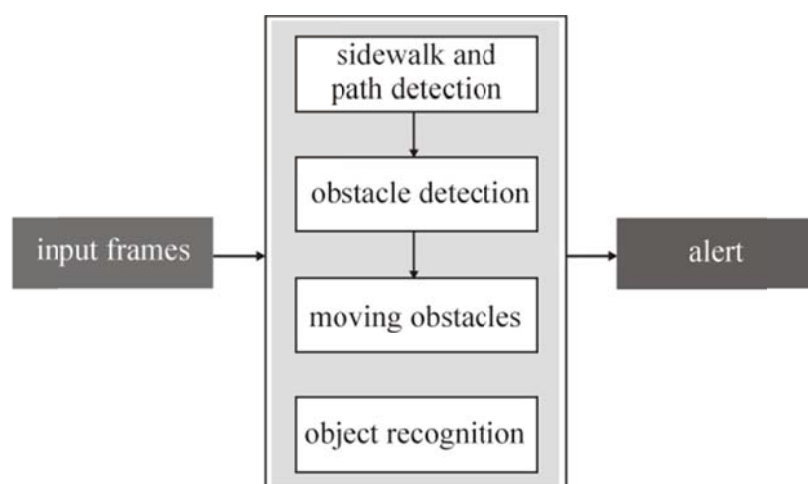 sidewalk and
path detection
obstacle detection
input frames
alert
moving obstacles
object recognition